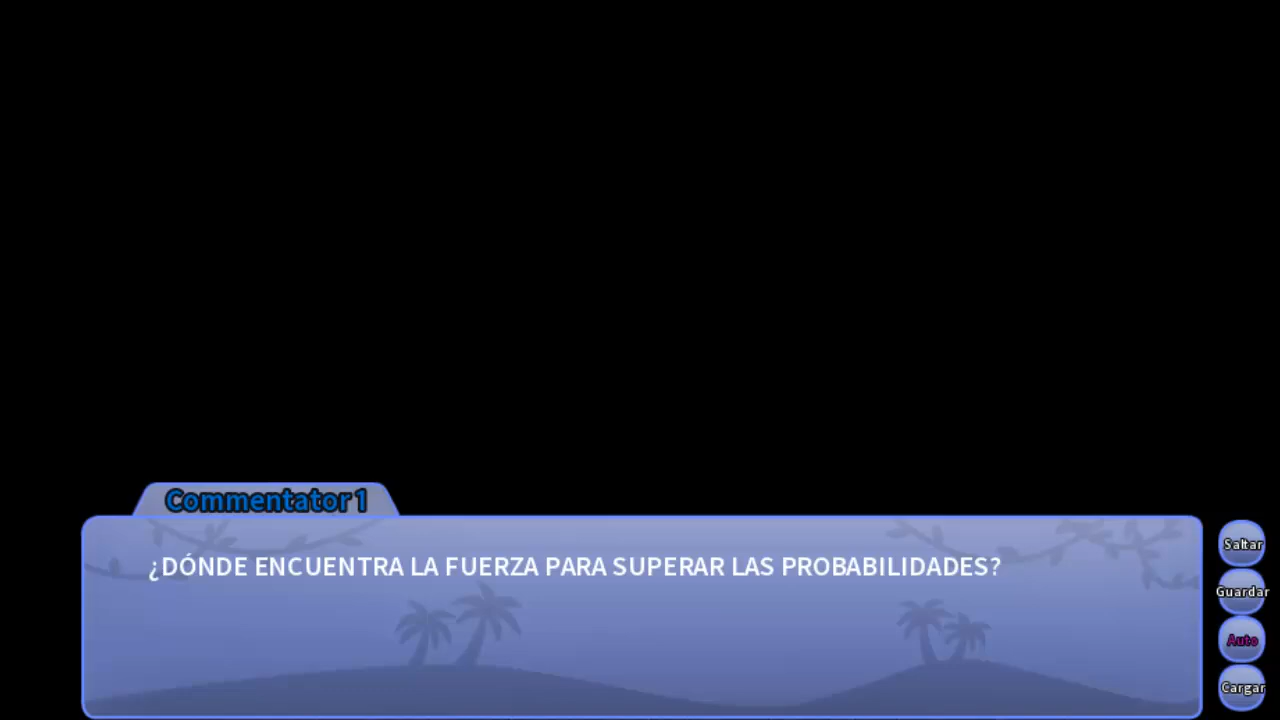 Commentator 1
¿DÓNDE ENCUENTRA LA FUERZA PARA SUPERAR LAS PROBABILIDADES?
Saltar
Guardar
Auto
Cargar